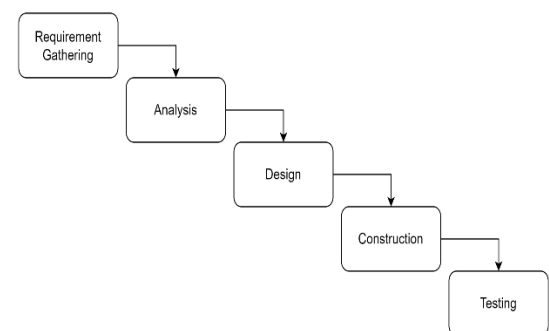 Requirement
Gathering
Analysis
Design
Construction
Testing